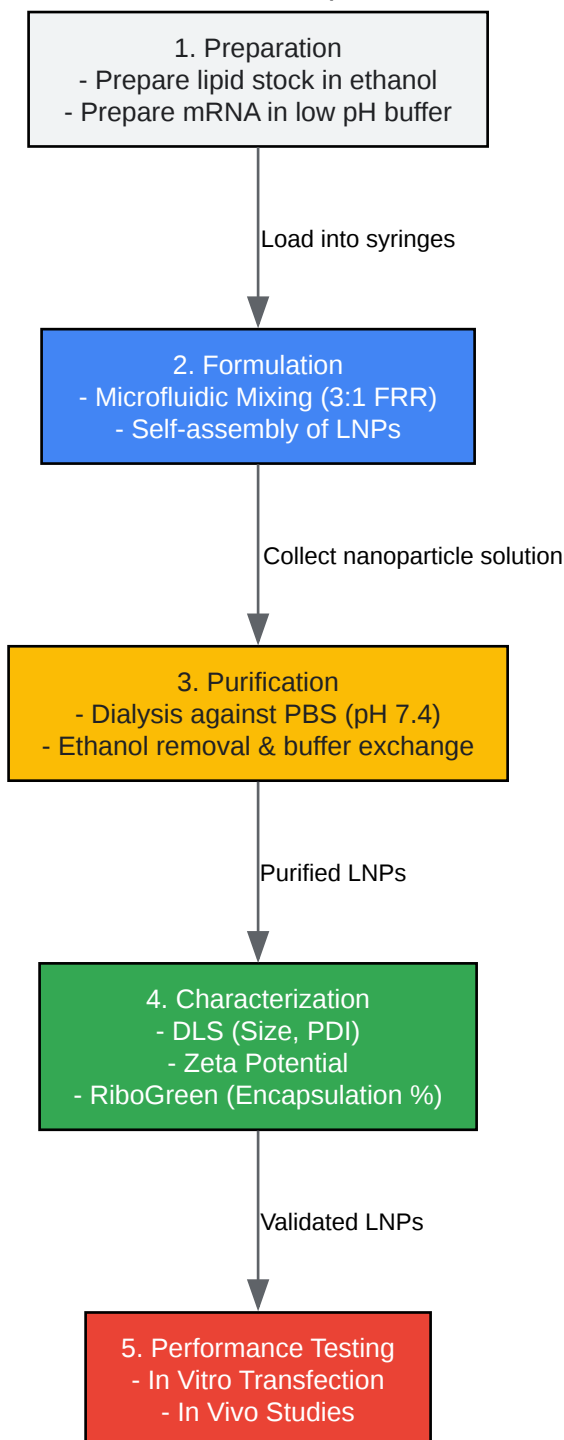 1. Preparation
- Prepare lipid stock in ethanol
- Prepare mRNA in low pH buffer
Load into syringes
2. Formulation
- Microfluidic Mixing (3:1 FRR)
- Self-assembly of LNPs
Collect nanoparticle solution
3. Purification
- Dialysis against PBS (pH 7.4)
- Ethanol removal & buffer exchange
Purified LNPs
4. Characterization
- DLS (Size, PDI)
- Zeta Potential
- RiboGreen (Encapsulation %)
Validated LNPs
5. Performance Testing
- In Vitro Transfection
- In Vivo Studies